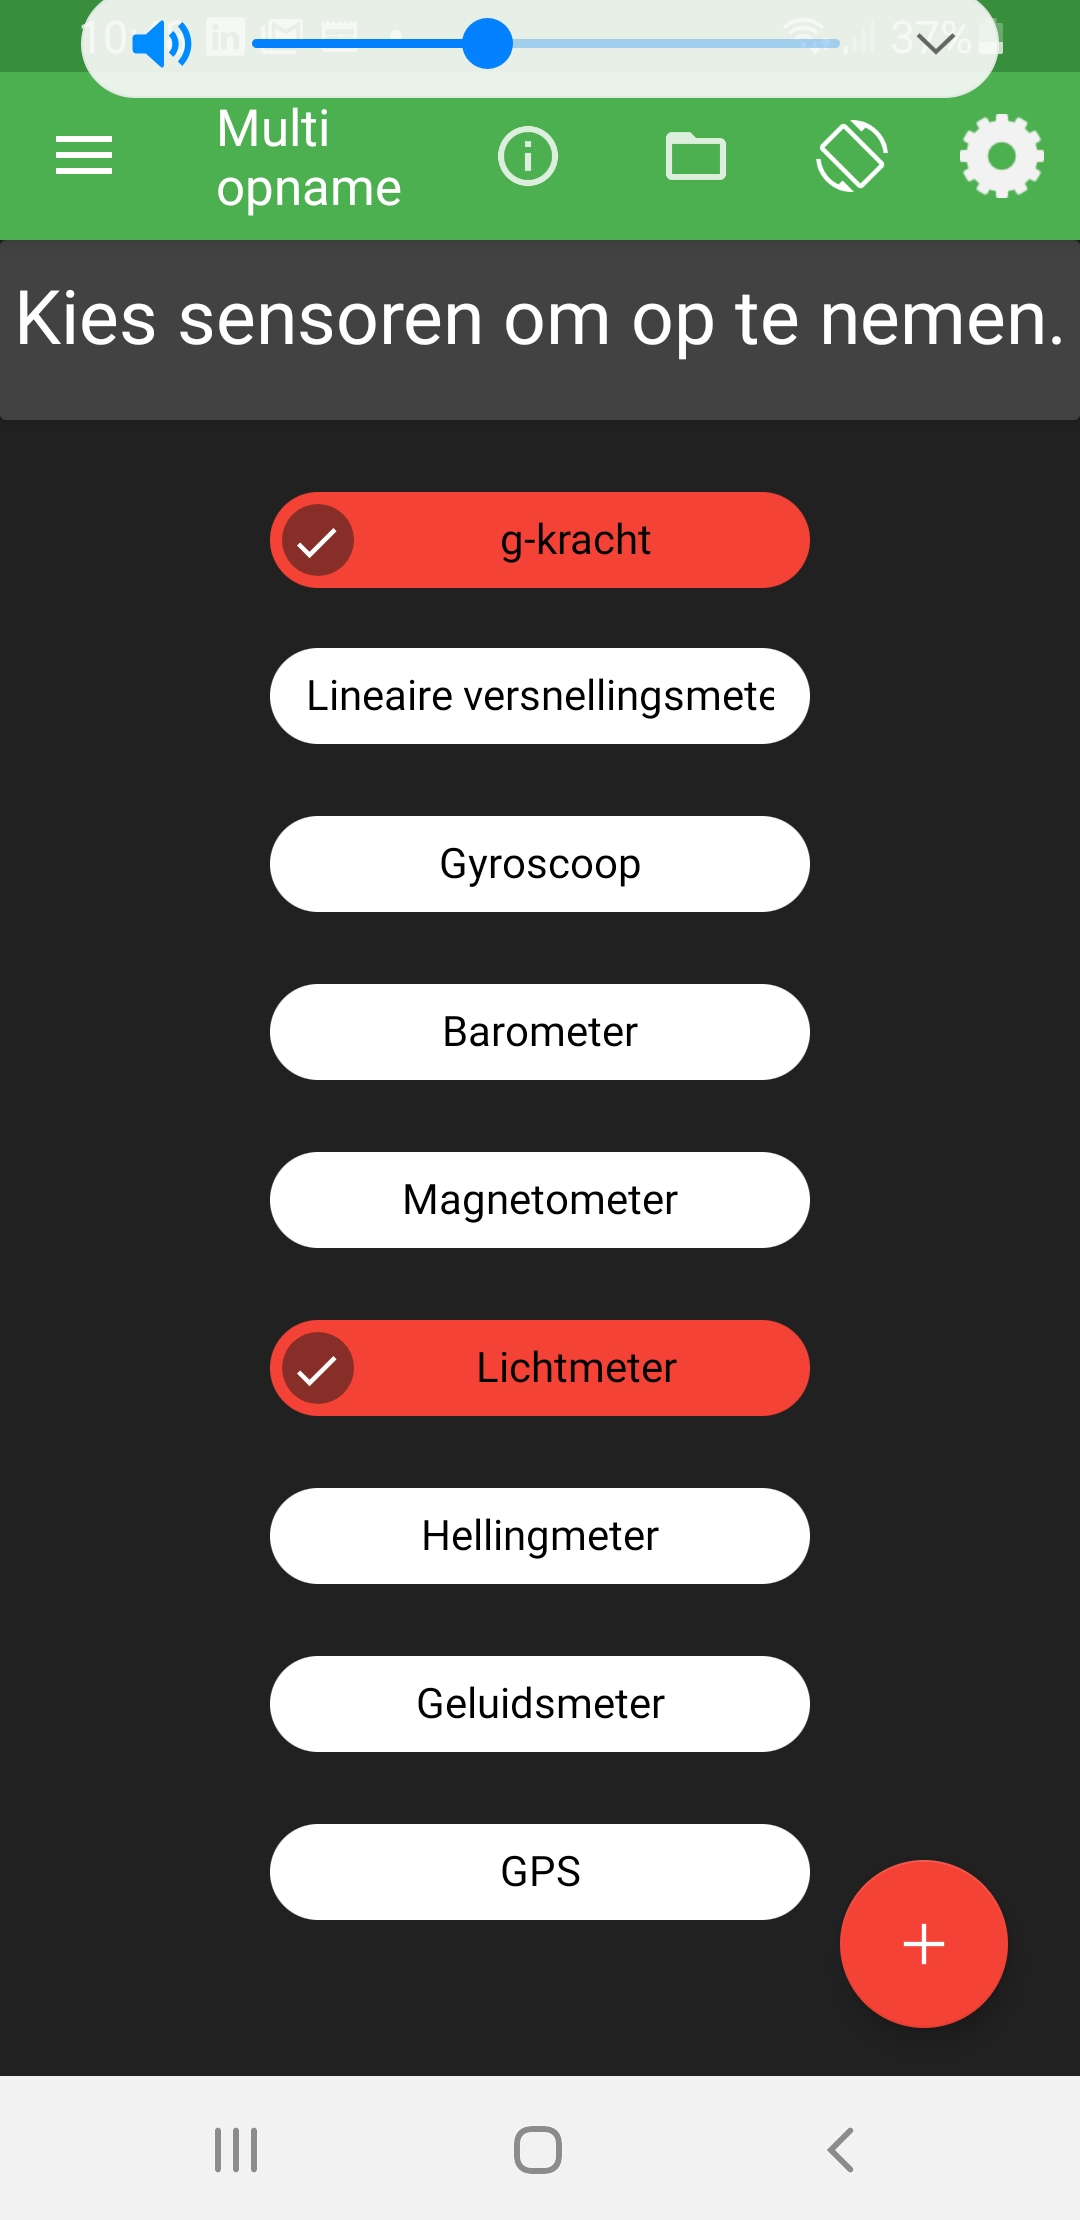 37%
Multi
opname
Kies sensoren om op te nemen.
g-kracht
Lineaire versnellingsmete
Gyroscoop
Barometer
Magnetometer
Lichtmeter
Hellingmeter
Geluidsmeter
GPS